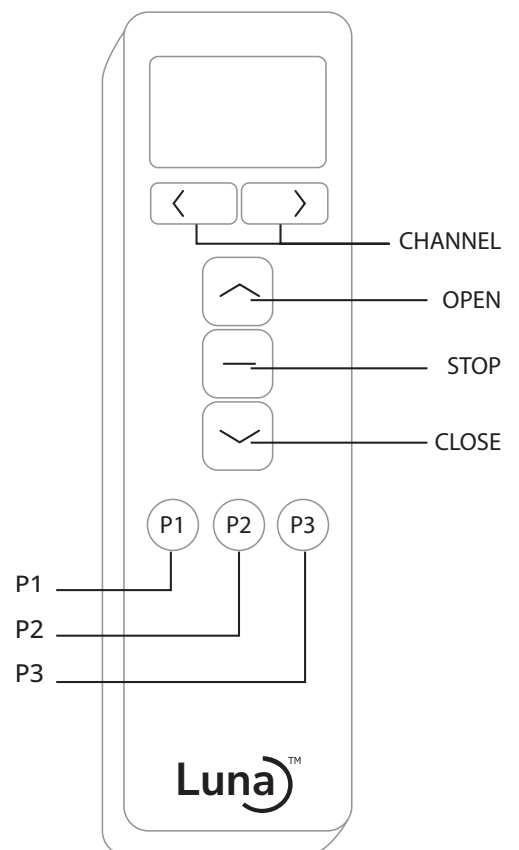 CHANNEL
OPEN
STOP
CLOSE
P1 P2 P3
P1
P2
P3
Luna™